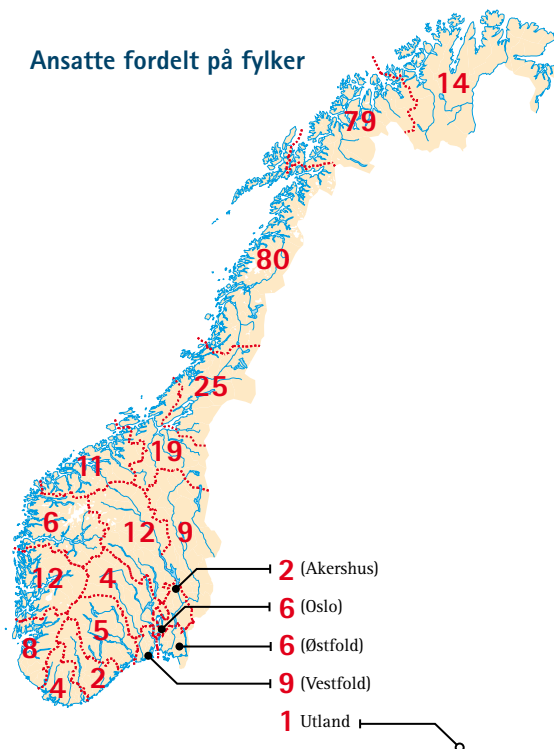 Ansatte fordelt på fylker
14
79
80
25
19
11
6
12
9
12
4
5
8
4
2
2 (Akershus)
6 (Oslo)
6 (Østfold)
9 (Vestfold)
1 Utland